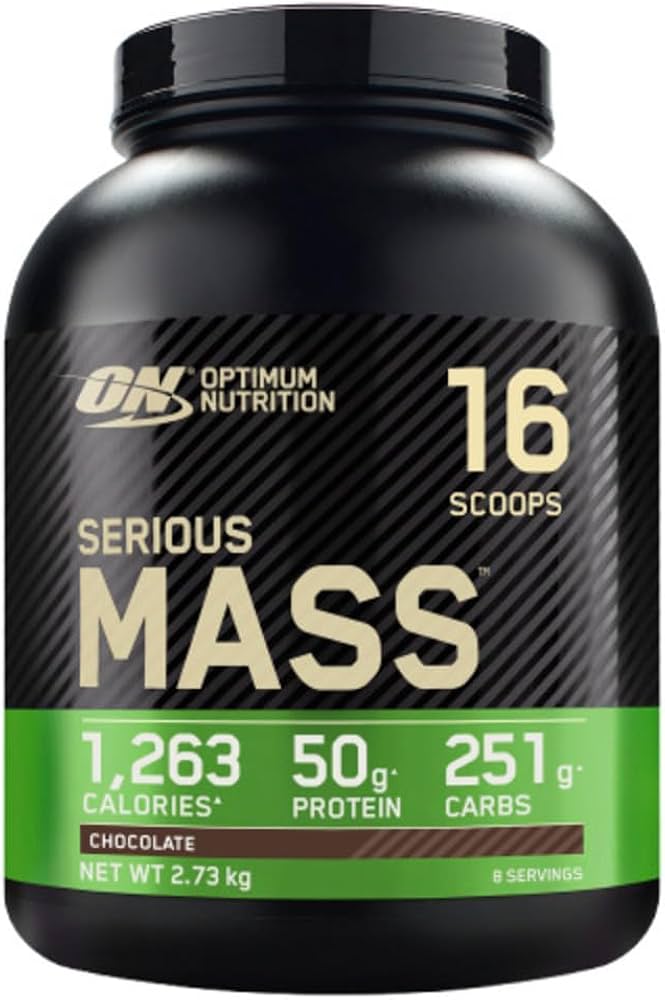 ON® OPTIMUM
NUTRITION
16
SCOOPS
SERIOUS
MASS™
1,263
CALORIES▲
50g▲
PROTEIN
251g▲
CARBS
CHOCOLATE
NET WT 2.73 kg
8 SERVINGS